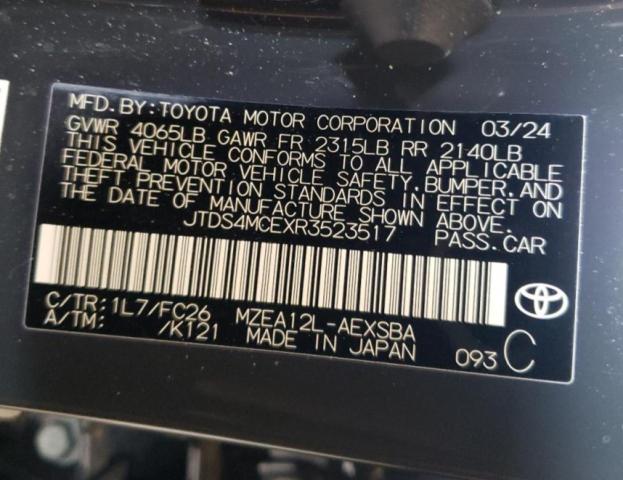 MFD. BY: TOYOTA MOTOR CORPORATION 03/24
GVWR 4065LB GAWR FR 2315LB RR 2140LB
THIS VEHICLE CONFORMS TO ALL APPLICABLE
FEDERAL MOTOR VEHICLE SAFETY, BUMPER, AND
THEFT PREVENTION STANDARDS IN EFFECT ON
THE DATE OF MANUFACTURE SHOWN ABOVE.
JTDS4MCEXR3523517 PASS. CAR
C/TR: 1L7/FC26 MZEA12L-AEXSBA
A/TM: /K121 MADE IN JAPAN 093 C